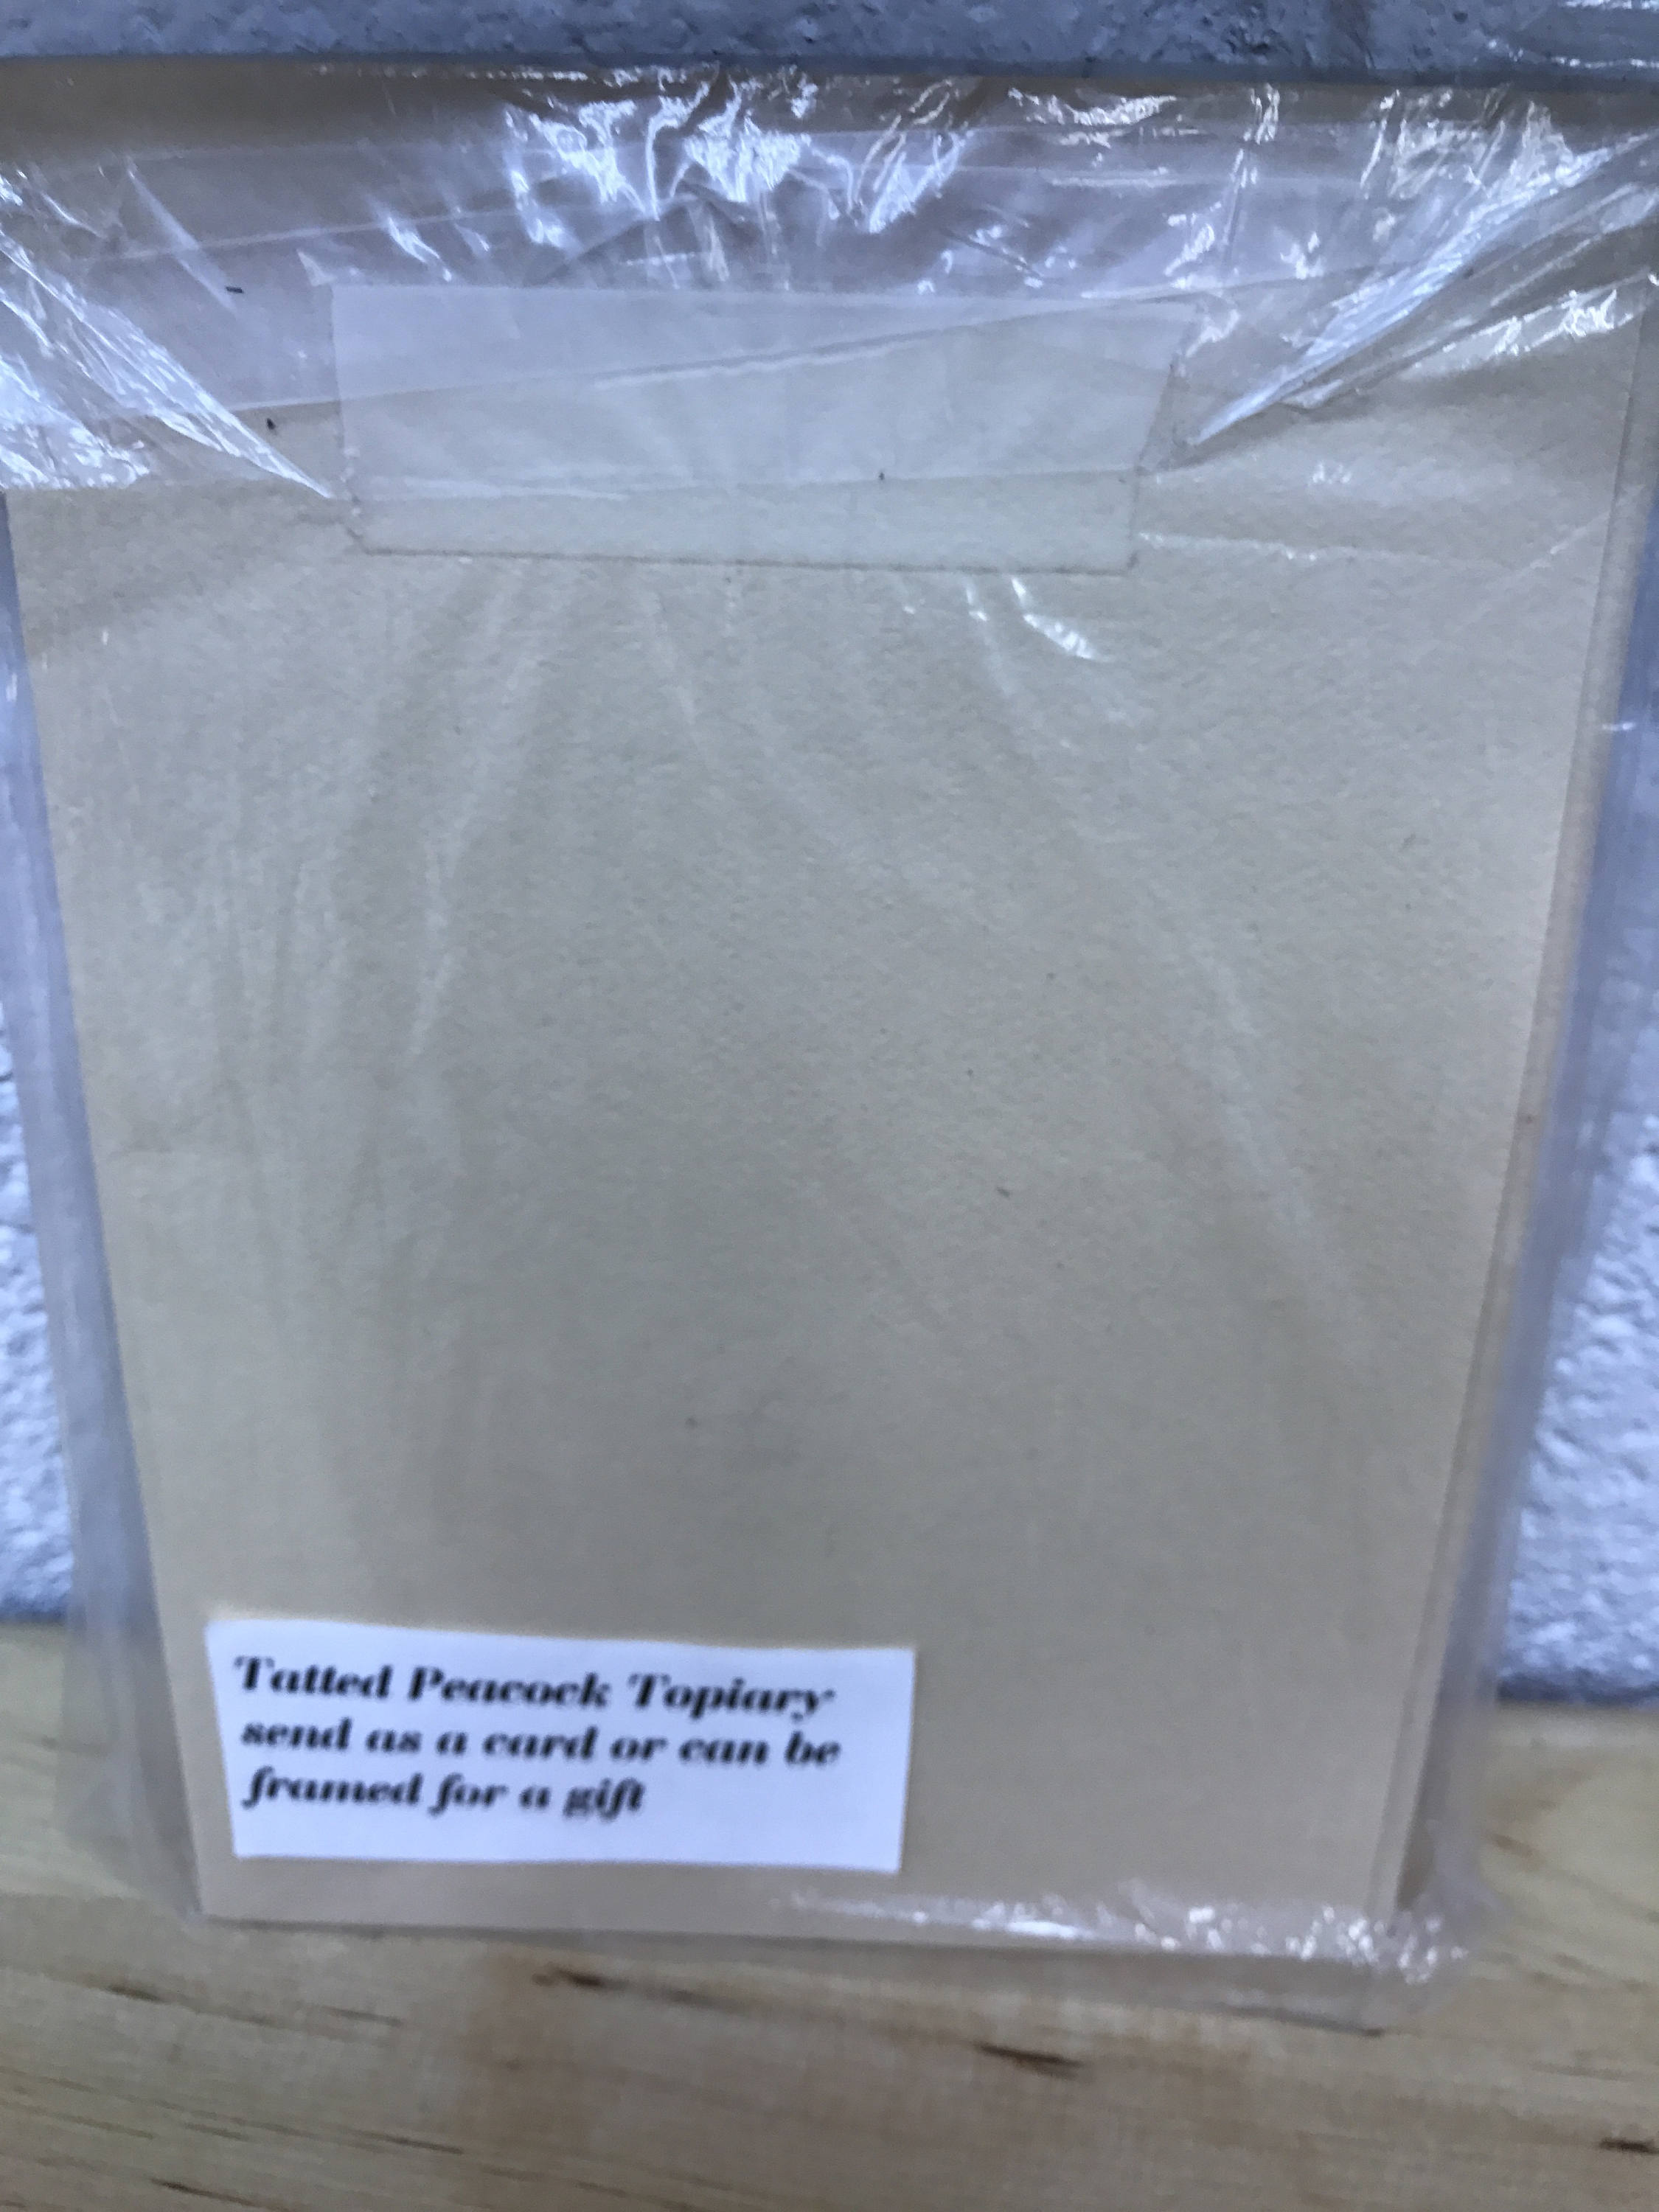 Tatted Peacock Topiary
send as a card or can be
framed for a gift